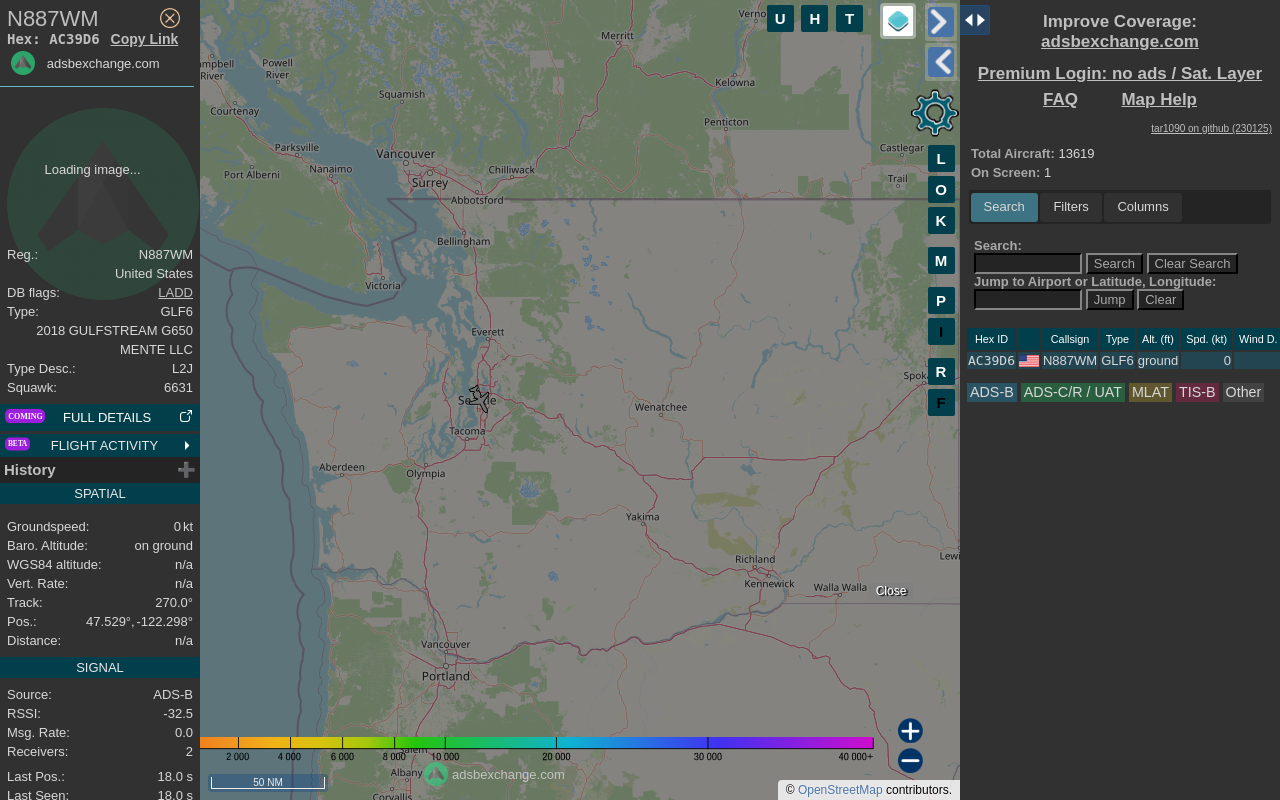 N887WM
Hex: AC39D6 Copy Link
adsbexchange.com
Loading image...
Reg.: N887WM
United States
DB flags: LADD
Type: GLF6
2018 GULFSTREAM G650
MENTE LLC
Type Desc.: L2J
Squawk: 6631
COMING FULL DETAILS
BETA FLIGHT ACTIVITY
History
SPATIAL
Groundspeed: 0 kt
Baro. Altitude: on ground
WGS84 altitude: n/a
Vert. Rate: n/a
Track: 270.0°
Pos.: 47.529°, -122.298°
Distance: n/a
SIGNAL
Source: ADS-B
RSSI: -32.5
Msg. Rate: 0.0
Receivers: 2
Last Pos.: 18.0 s
Last Seen: 18.0 s
U H T
Merritt
Powell
River
River
Squamish
Kelowna
Courtenay
Penticton
Parksville
Vancouver
Castlegar
Nanaimo
Chilliwack
Port Alberni
Surrey
Trail
Abbotsford
Bellingham
Victoria
Everett
Wenatchee
Tacoma
Aberdeen
Olympia
Yakima
Richland
Kennewick
Walla Walla
Vancouver
Portland
Albany
Corvallis
L
O
K
M
P
I
R
F
Close
2 000 4 000 6 000 8 000 10 000 20 000 30 000 40 000+
adsbexchange.com
50 NM
© OpenStreetMap contributors.
Improve Coverage:
adsbexchange.com
Premium Login: no ads / Sat. Layer
FAQ Map Help
tar1090 on github (230125)
Total Aircraft: 13619
On Screen: 1
Search Filters Columns
Search:
Search Clear Search
Jump to Airport or Latitude, Longitude:
Jump Clear
Hex ID Callsign Type Alt. (ft) Spd. (kt) Wind D.
AC39D6 N887WM GLF6 ground 0
ADS-B ADS-C/R / UAT MLAT TIS-B Other